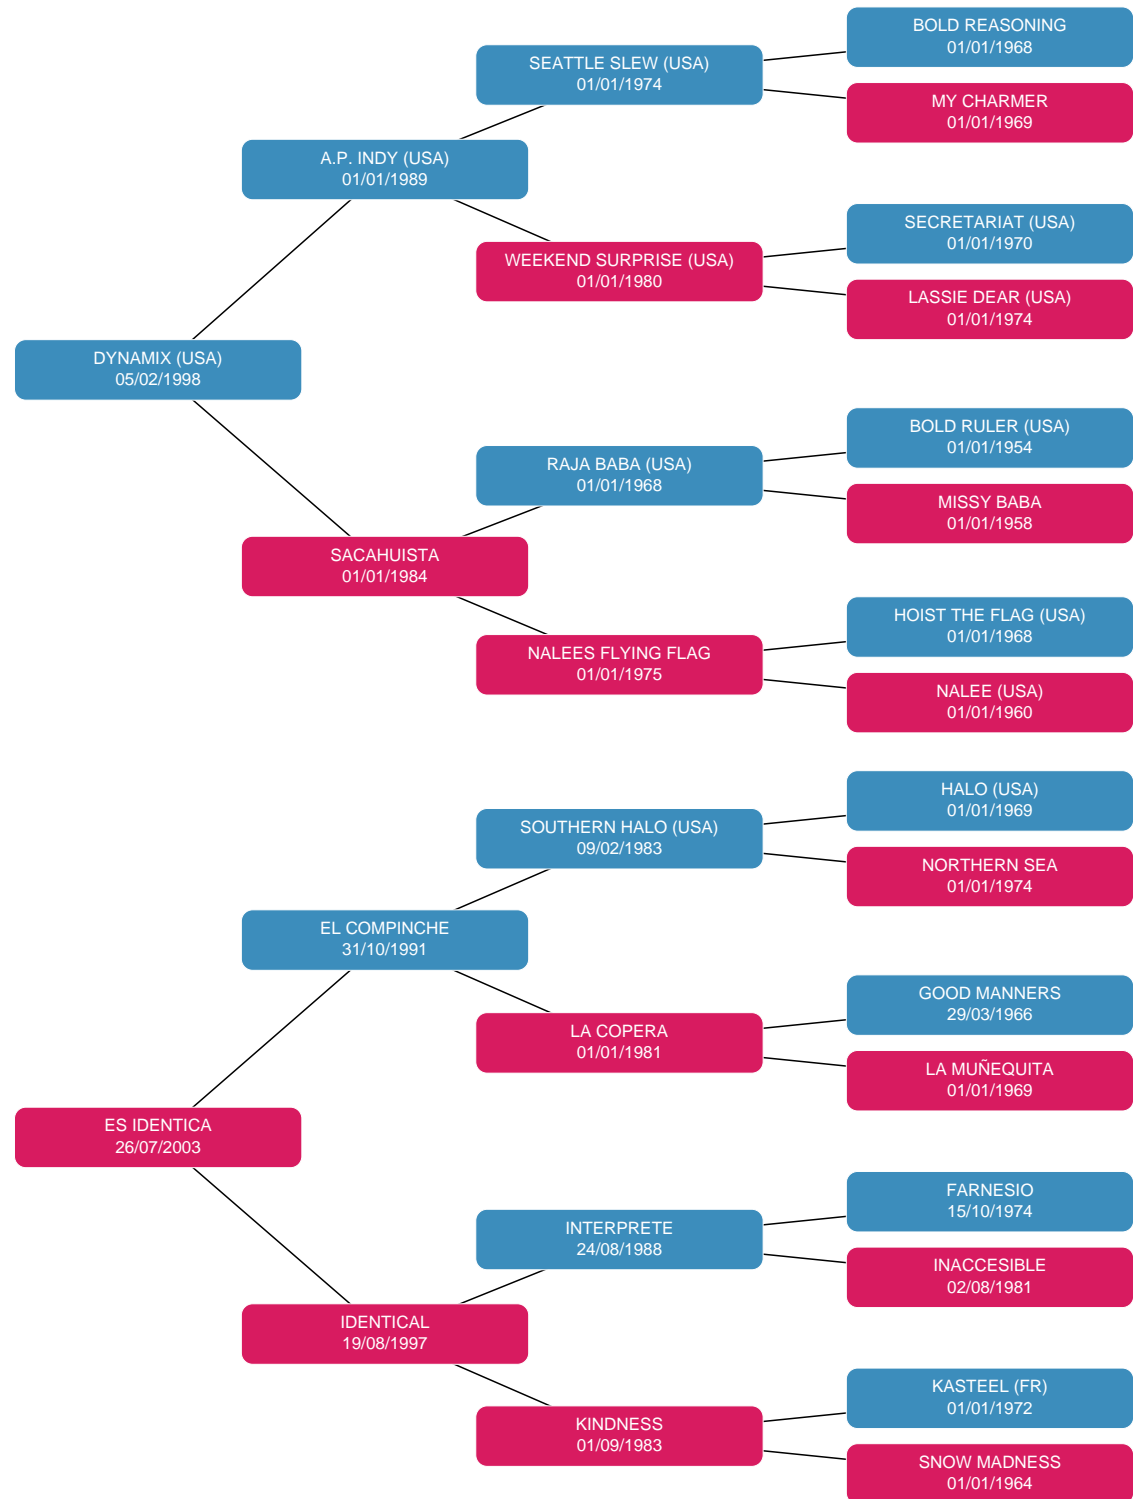 BOLD REASONING
01/01/1968
SEATTLE SLEW (USA)
01/01/1974
MY CHARMER
01/01/1969
A.P. INDY (USA)
01/01/1989
SECRETARIAT (USA)
01/01/1970
WEEKEND SURPRISE (USA)
01/01/1980
LASSIE DEAR (USA)
01/01/1974
DYNAMIX (USA)
05/02/1998
BOLD RULER (USA)
01/01/1954
RAJA BABA (USA)
01/01/1968
MISSY BABA
01/01/1958
SACAHUISTA
01/01/1984
HOIST THE FLAG (USA)
01/01/1968
NALEES FLYING FLAG
01/01/1975
NALEE (USA)
01/01/1960
HALO (USA)
01/01/1969
SOUTHERN HALO (USA)
09/02/1983
NORTHERN SEA
01/01/1974
EL COMPINCHE
31/10/1991
GOOD MANNERS
29/03/1966
LA COPERA
01/01/1981
LA MUÑEQUITA
01/01/1969
ES IDENTICA
26/07/2003
FARNESIO
15/10/1974
INTERPRETE
24/08/1988
INACCESIBLE
02/08/1981
IDENTICAL
19/08/1997
KASTEEL (FR)
01/01/1972
KINDNESS
01/09/1983
SNOW MADNESS
01/01/1964